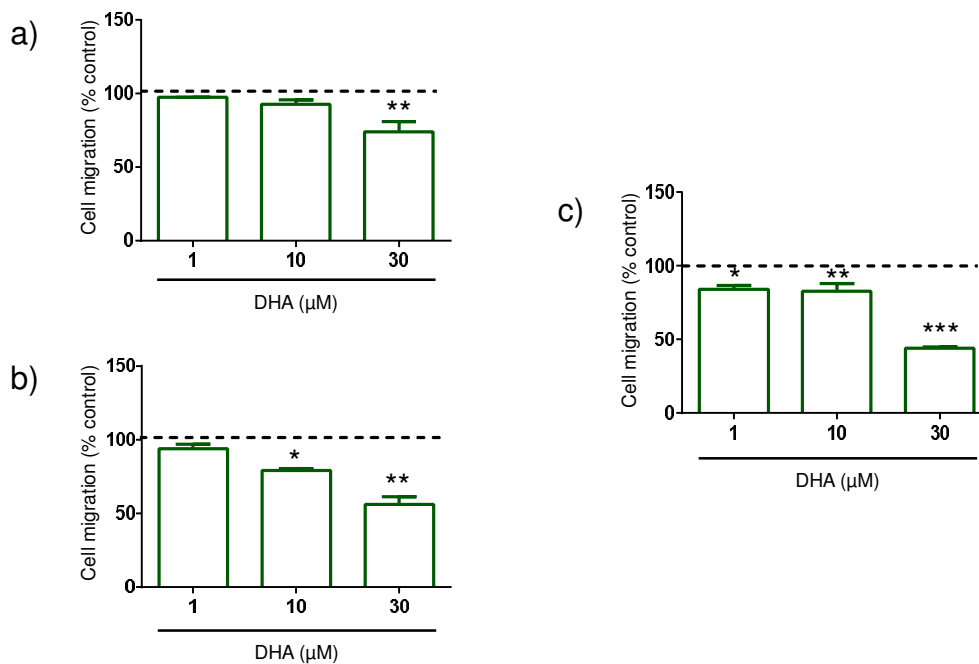 a)
Cell migration (% control)
150
100
50
0
**
1 10 30
DHA (µM)
b)
Cell migration (% control)
150
100
50
0
*
**
1 10 30
DHA (µM)
c)
Cell migration (% control)
150
100
50
0
* **
***
1 10 30
DHA (µM)